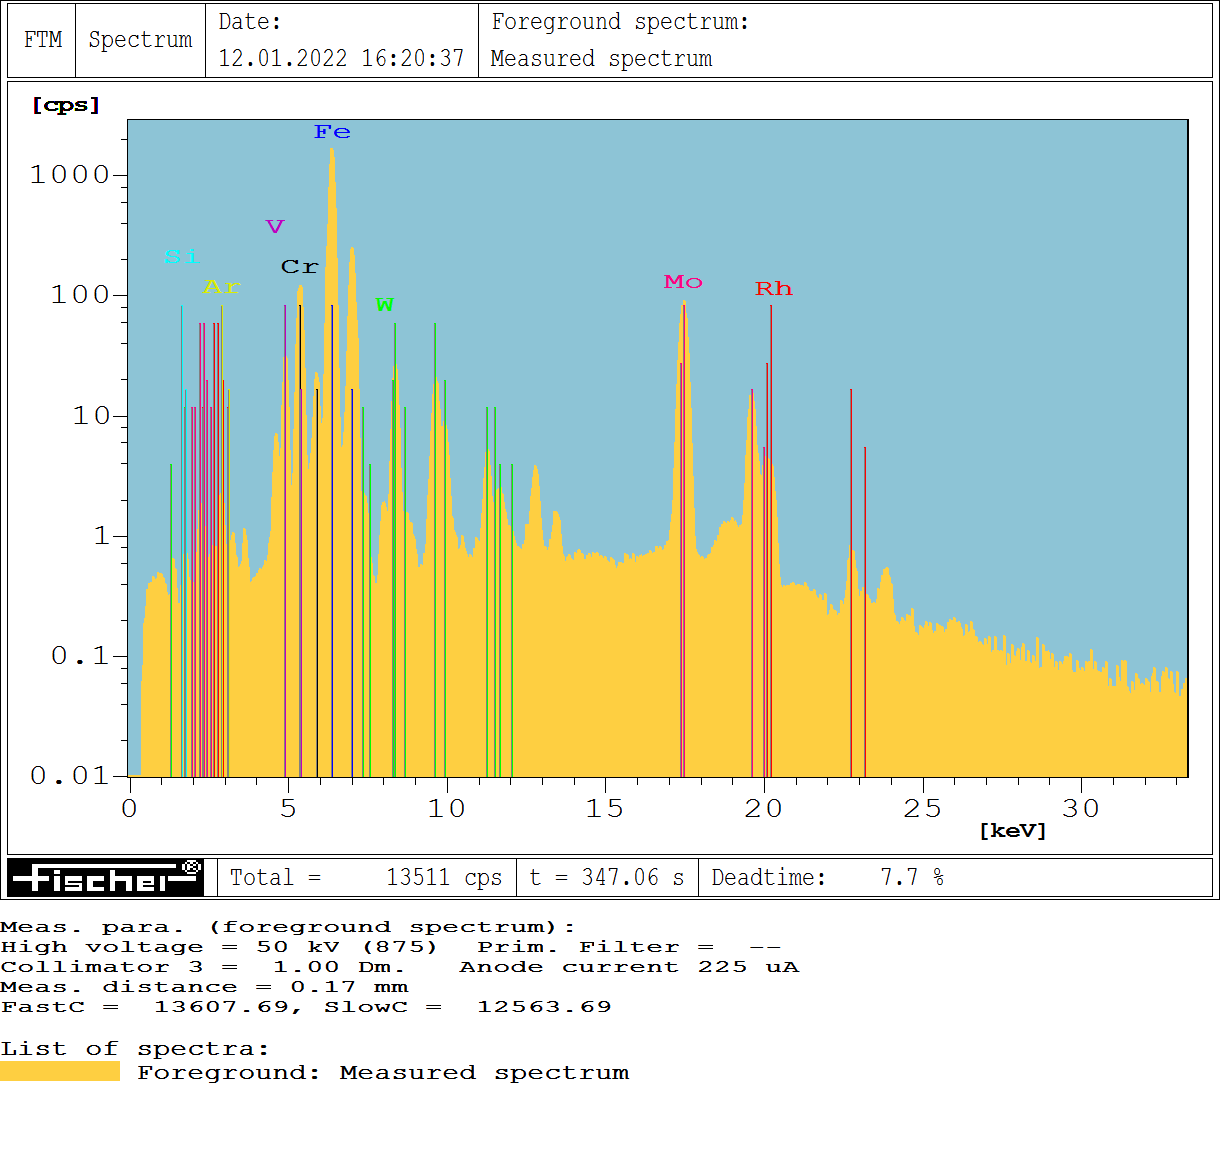 FTM
Spectrum
Date:
12.01.2022 16:20:37
Foreground spectrum:
Measured spectrum
[cps]
Fe
1000
V
Si
Cr
Ar
Mo
Rh
100
W
10
1
0.1
0.01
0 5 10 15 20 25 30
[keV]
Fischer®
Total = 13511 cps
t = 347.06 s
Deadtime: 7.7 %
Meas. para. (foreground spectrum):
High voltage = 50 kV (875) Prim. Filter = --
Collimator 3 = 1.00 Dm. Anode current 225 uA
Meas. distance = 0.17 mm
FastC = 13607.69, SlowC = 12563.69
List of spectra:
Foreground: Measured spectrum